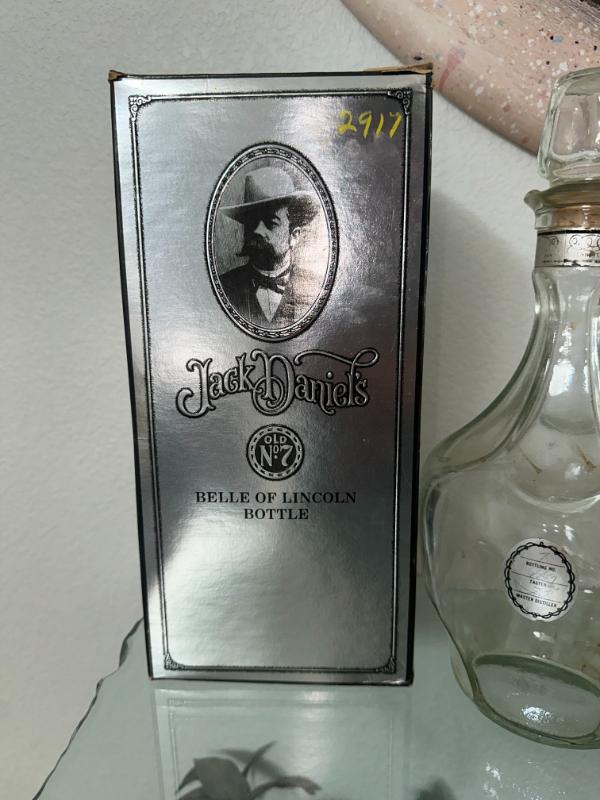 2917
Jack Daniel's
OLD
No 7
BELLE OF LINCOLN
BOTTLE
BOTTLING NO.
TASTER
MASTER DISTILLER